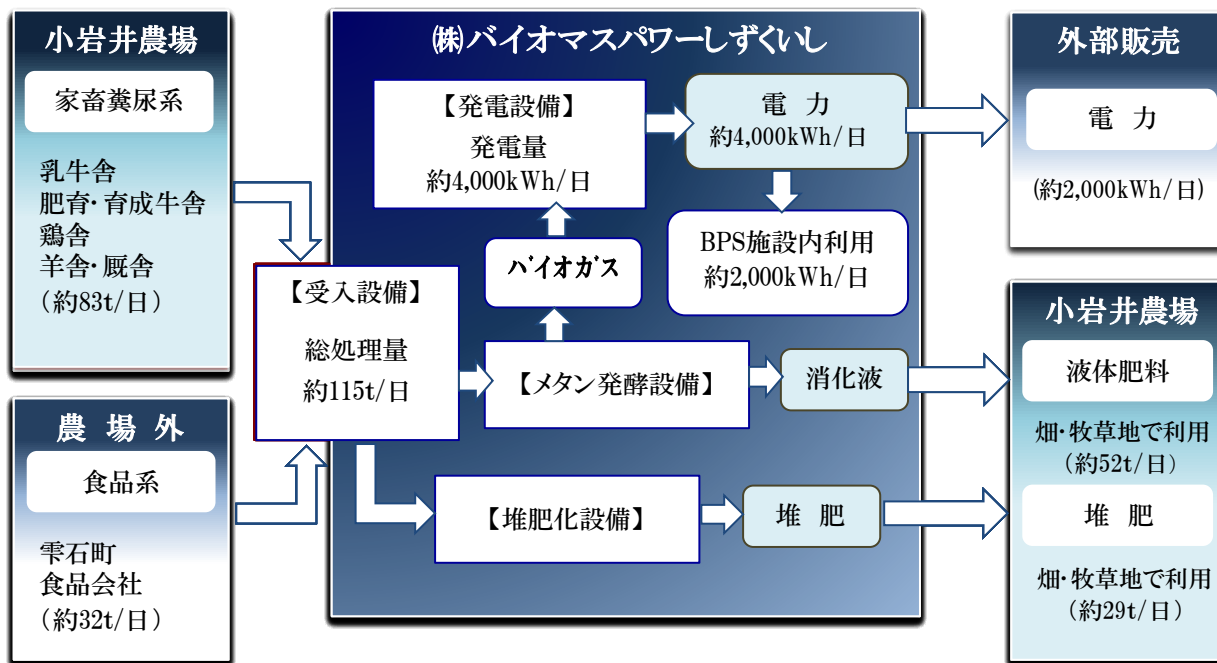 小岩井農場
家畜糞尿系
乳牛舎
肥育・育成牛舎
鶏舎
羊舎・厩舎
(約83t/日)
農場外
食品系
雫石町
食品会社
(約32t/日)
㈱バイオマスパワーしずくいし
【受入設備】
総処理量
約115t/日
【発電設備】
発電量
約4,000kWh/日
電力
約4,000kWh/日
BPS施設内利用
約2,000kWh/日
バイオガス
【メタン発酵設備】
消化液
【堆肥化設備】
堆肥
外部販売
電力
(約2,000kWh/日)
小岩井農場
液体肥料
畑・牧草地で利用
(約52t/日)
堆肥
畑・牧草地で利用
(約29t/日)